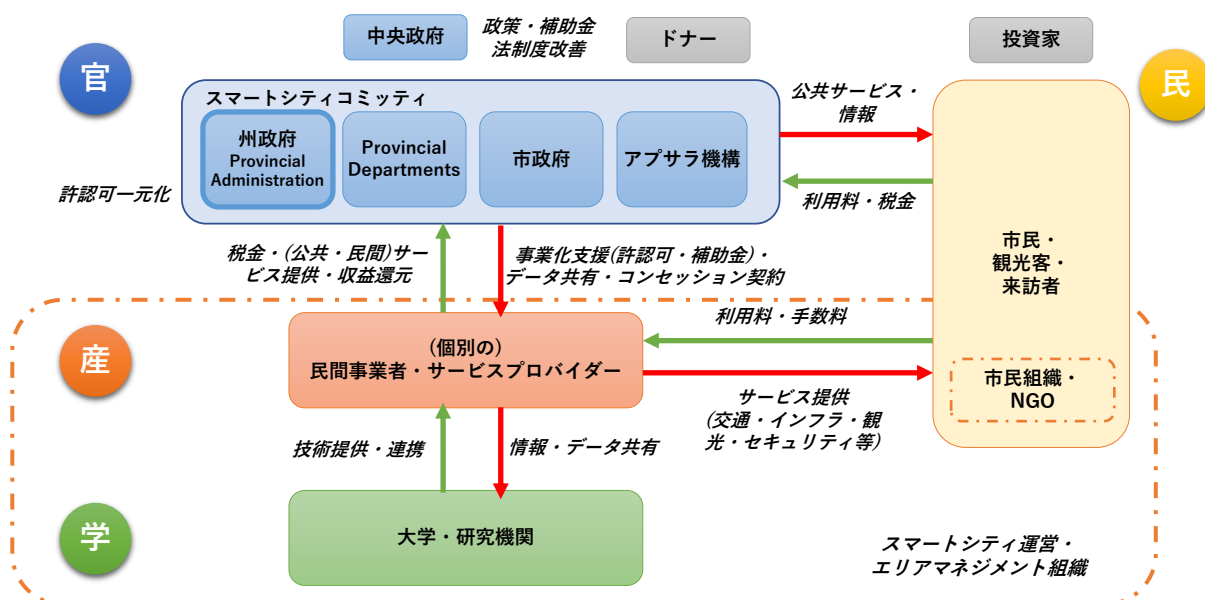 中央政府
政策・補助金
法制度改善
ドナー
投資家
官
民
スマートシティコミッティ
州政府
Provincial
Administration
Provincial
Departments
市政府
アプサラ機構
公共サービス・
情報
許認可一元化
利用料・税金
税金・(公共・民間)サー
ビス提供・収益還元
事業化支援(許認可・補助金)・
データ共有・コンセッション契約
市民・
観光客・
来訪者
利用料・手数料
産
(個別の)
民間事業者・サービスプロバイダー
市民組織・
NGO
サービス提供
(交通・インフラ・観
光・セキュリティ等)
技術提供・連携
情報・データ共有
学
大学・研究機関
スマートシティ運営・
エリアマネジメント組織